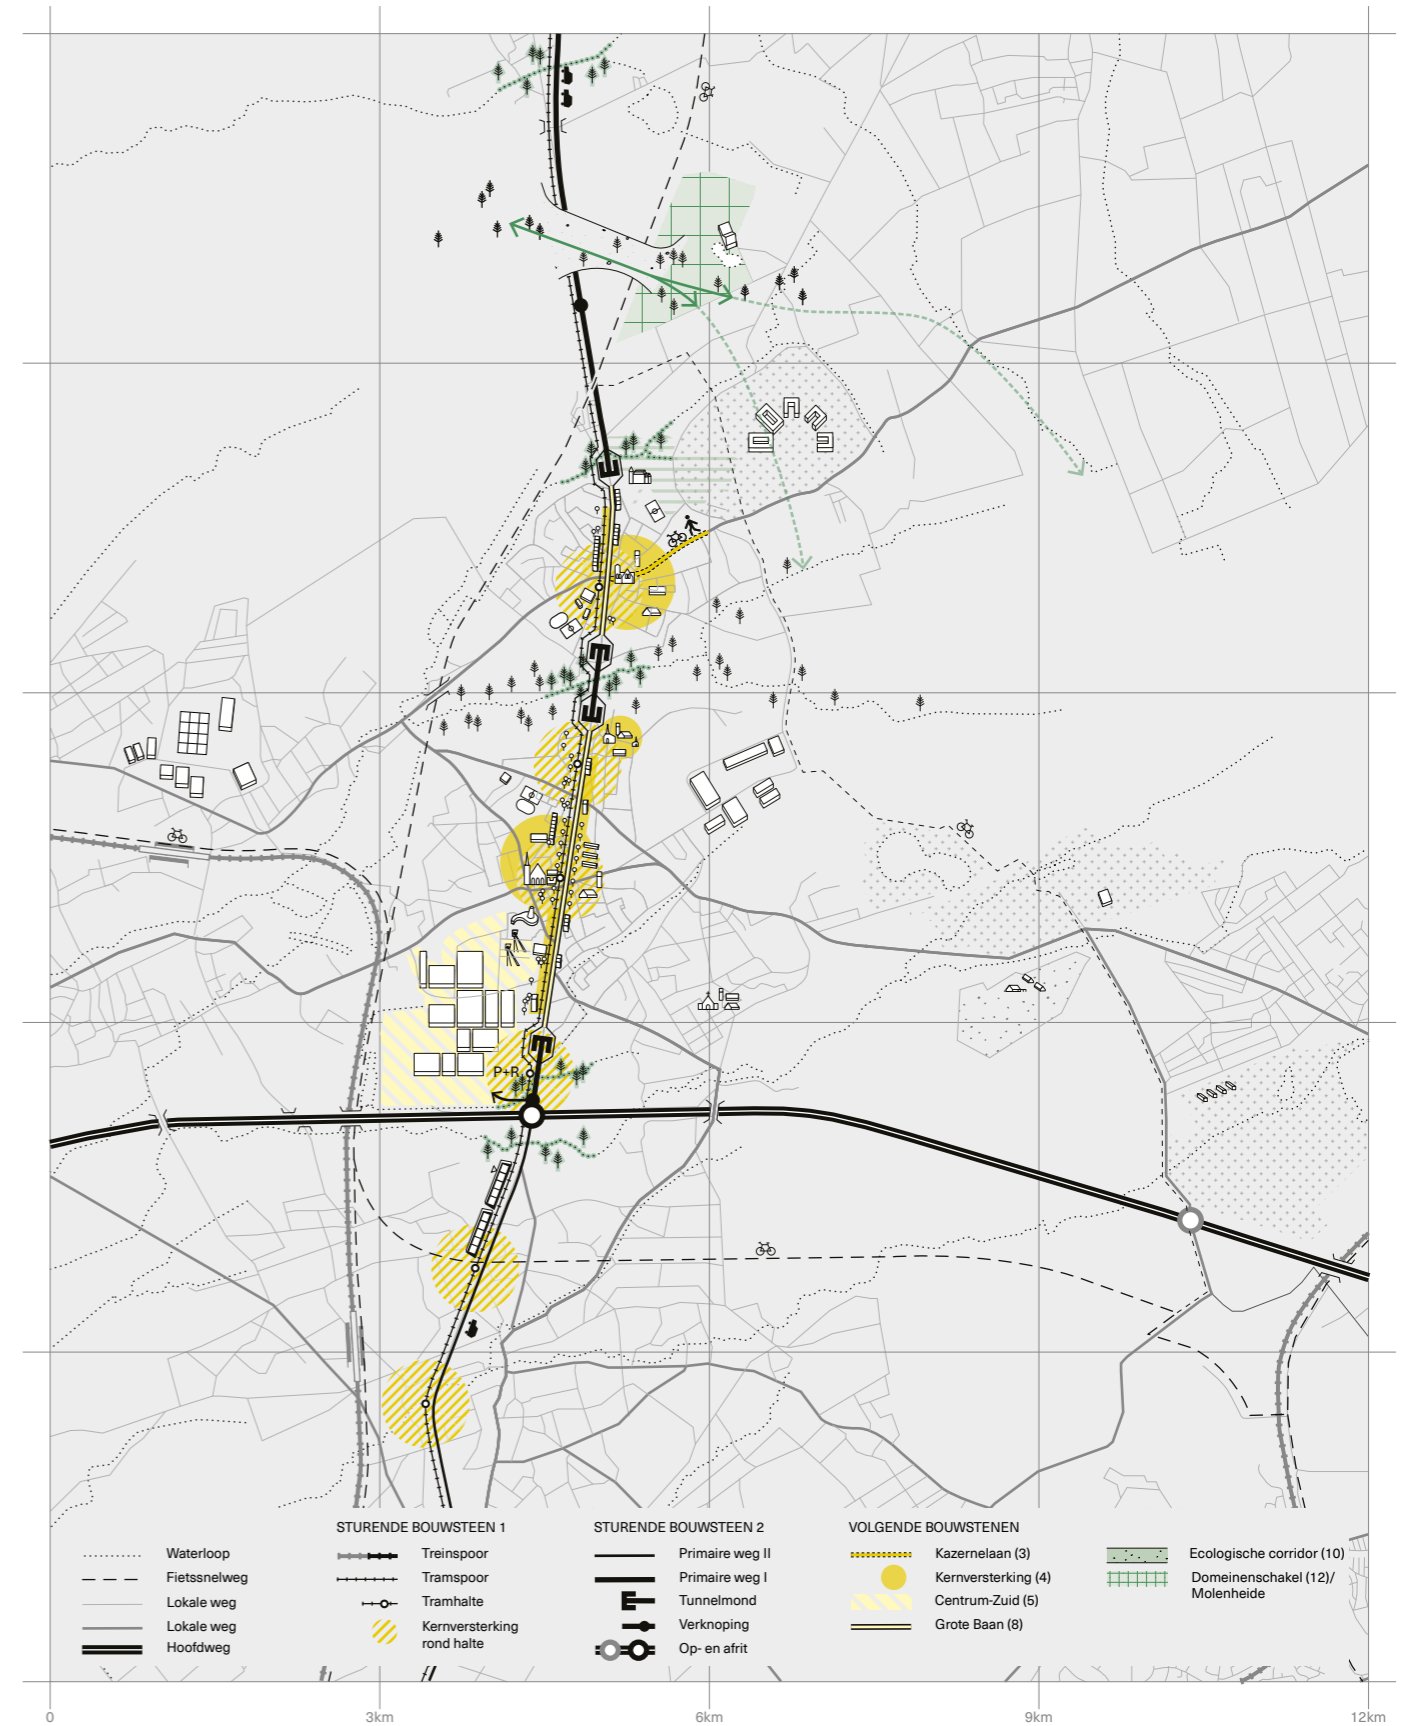 P+R
STURENDE BOUWSTEEN 1
STURENDE BOUWSTEEN 2
VOLGENDE BOUWSTENEN
Waterloop
Fietssnelweg
Lokale weg
Lokale weg
Hoofdweg
Treinspoor
Tramspoor
Tramhalte
Kernversterking
rond halte
Primaire weg II
Primaire weg I
Tunnelmond
Verknoping
Op- en afrit
Kazernelaan (3)
Kernversterking (4)
Centrum-Zuid (5)
Grote Baan (8)
Ecologische corridor (10)
Domeinenschakel (12)/
Molenheide
0
3km
6km
9km
12km